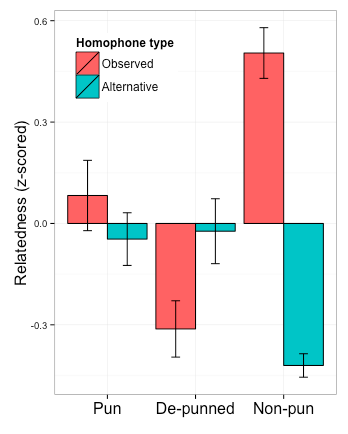 Homophone type
Observed
Alternative
Relatedness (z-scored)
0.6
0.3
0.0
-0.3
Pun De-punned Non-pun